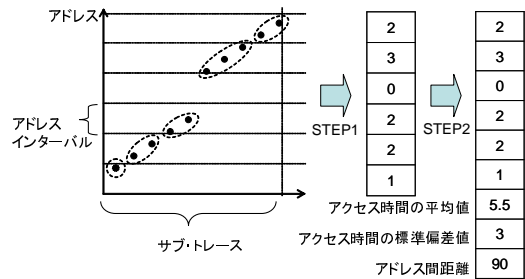 アドレス
アドレス
インターバル
サブ・トレース
STEP1
2
3
0
2
2
1
STEP2
2
3
0
2
2
1
アクセス時間の平均値 5.5
アクセス時間の標準偏差値 3
アドレス間距離 90